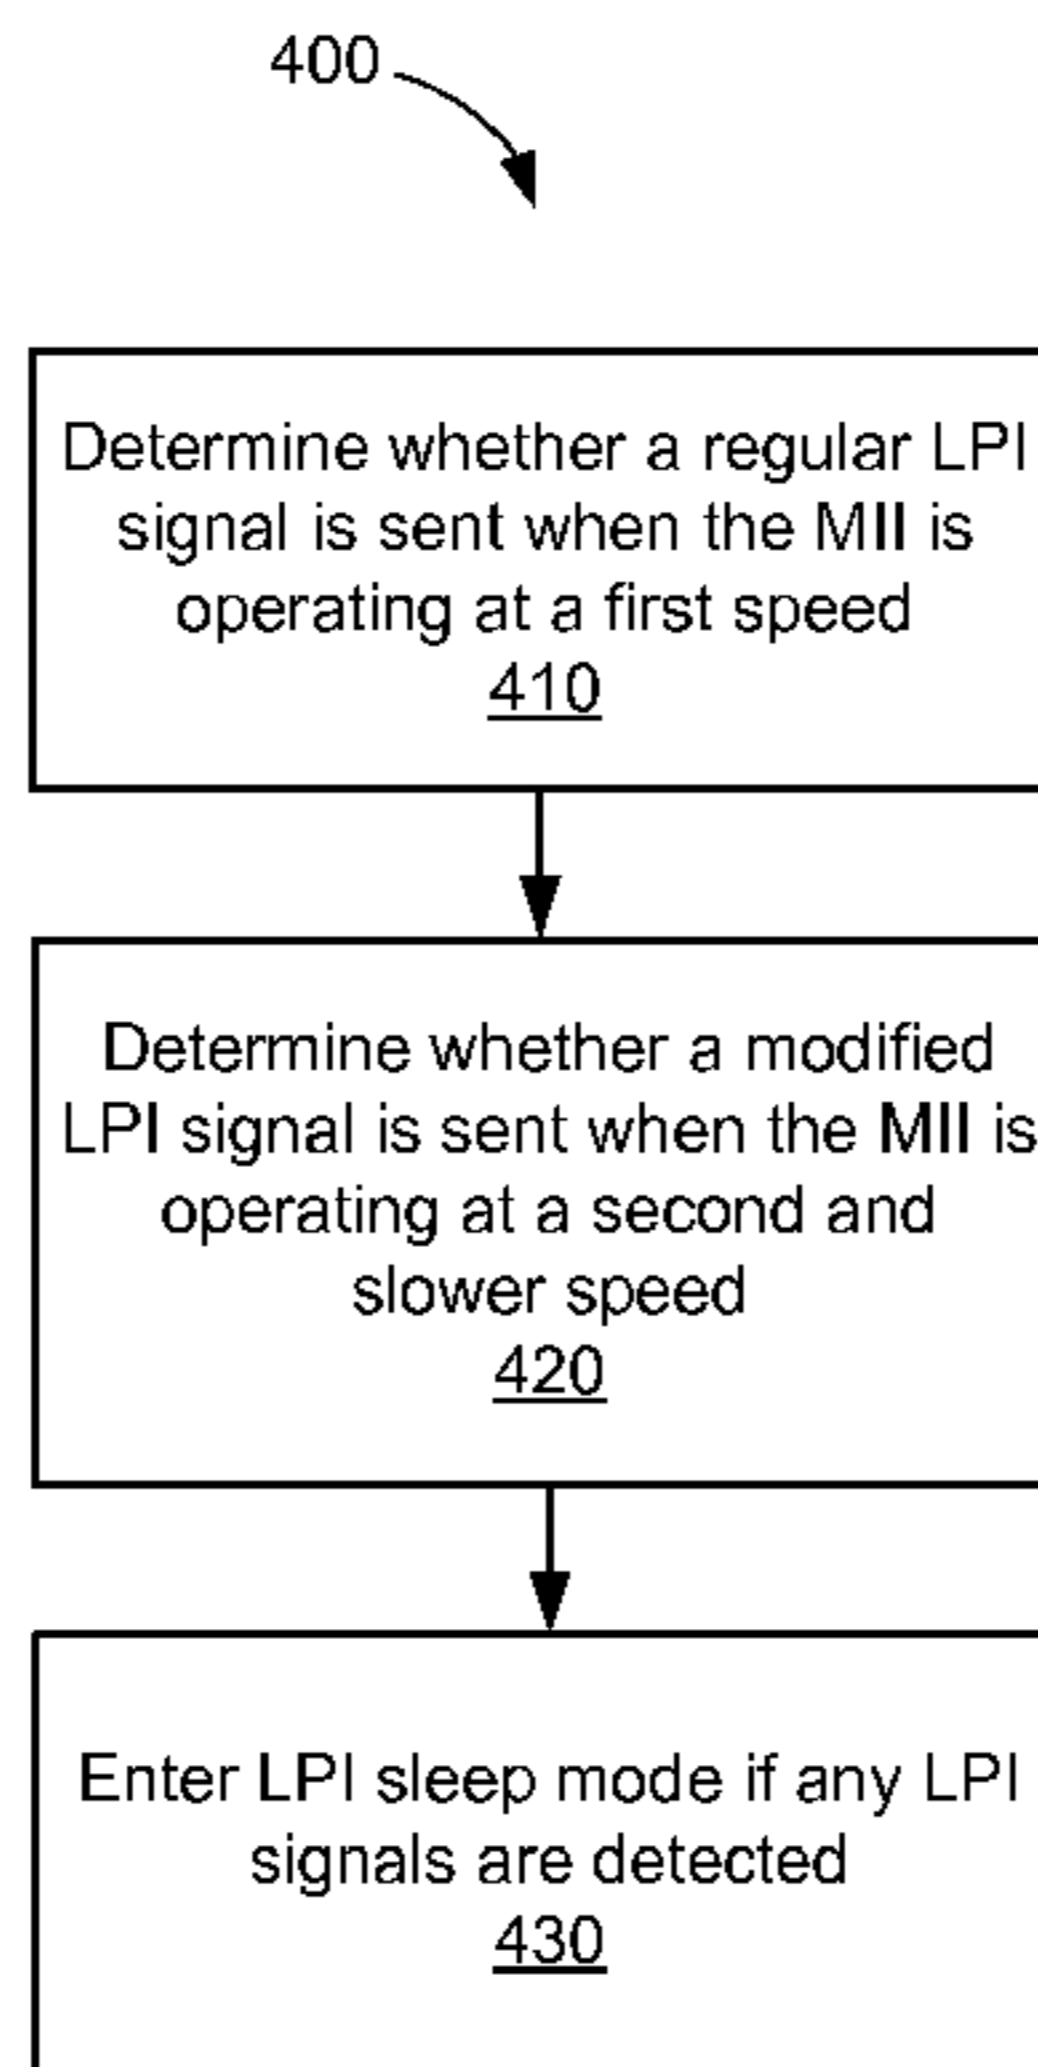 400
Determine whether a regular LPI
signal is sent when the MII is
operating at a first speed
410
Determine whether a modified
LPI signal is sent when the MII is
operating at a second and
slower speed
420
Enter LPI sleep mode if any LPI
signals are detected
430